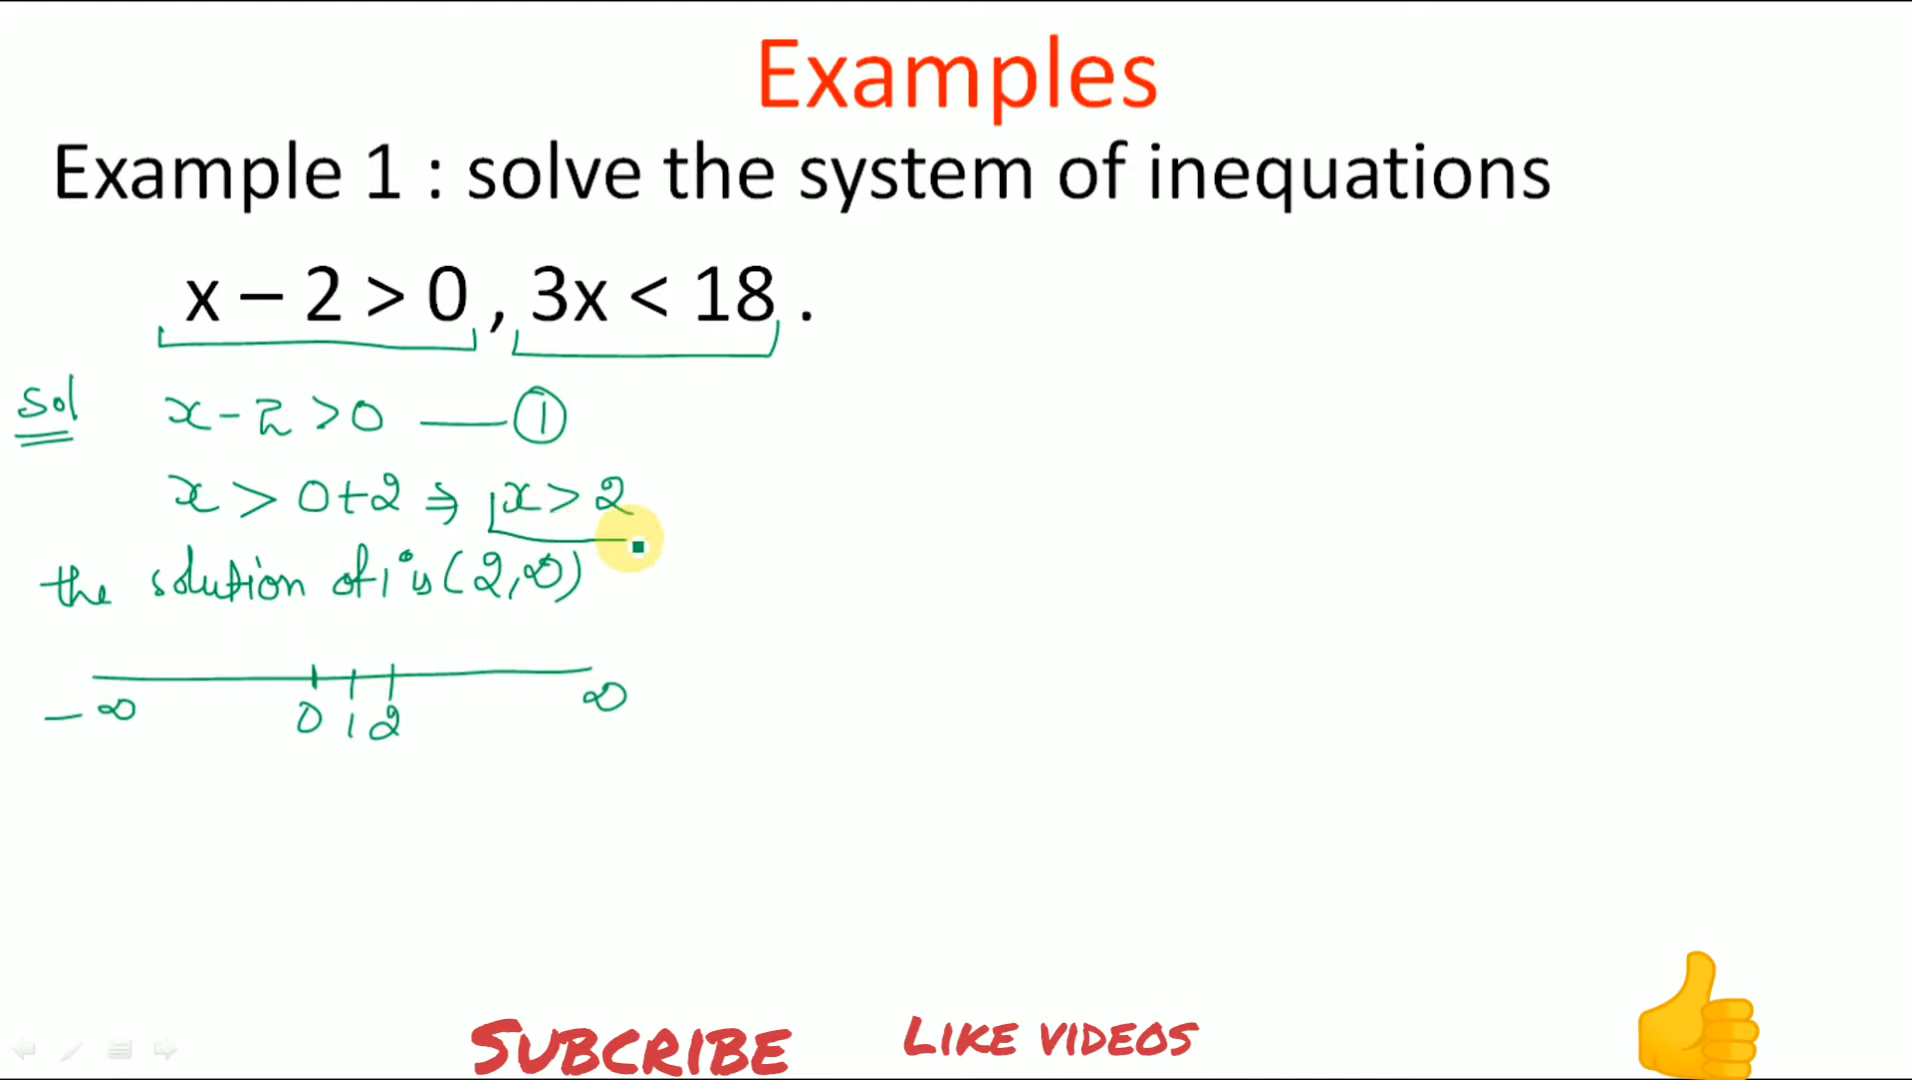 Examples
Example 1 : solve the system of inequations
x – 2 > 0 , 3x < 18 .
Sol x - 2 > 0 —— ①
x > 0+2 ⇒ x > 2
the solution of 1 is (2, ∞)
- ∞ 0 1 2 ∞
SUBCRIBE LIKE VIDEOS